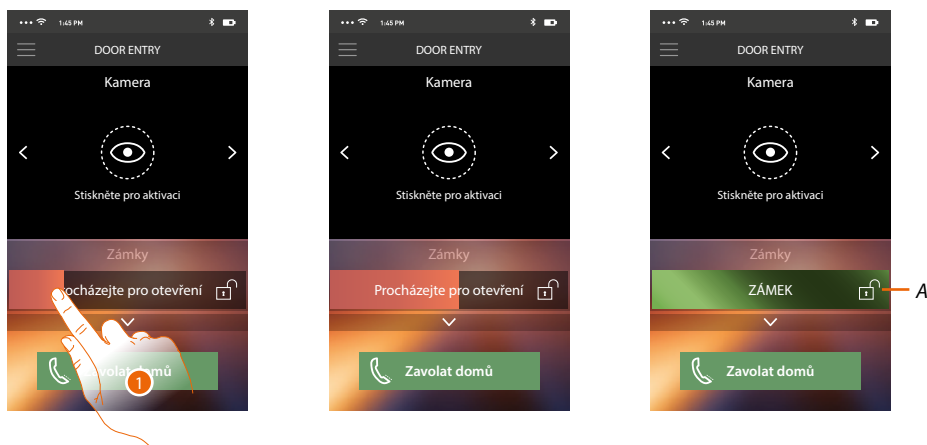 1:45 PM
DOOR ENTRY
Kamera
Stiskněte pro aktivaci
Zámky
rocházejte pro otevření
Zavolat domů
1
1:45 PM
DOOR ENTRY
Kamera
Stiskněte pro aktivaci
Zámky
Procházejte pro otevření
Zavolat domů
1:45 PM
DOOR ENTRY
Kamera
Stiskněte pro aktivaci
Zámky
ZÁMEK
A
Zavolat domů